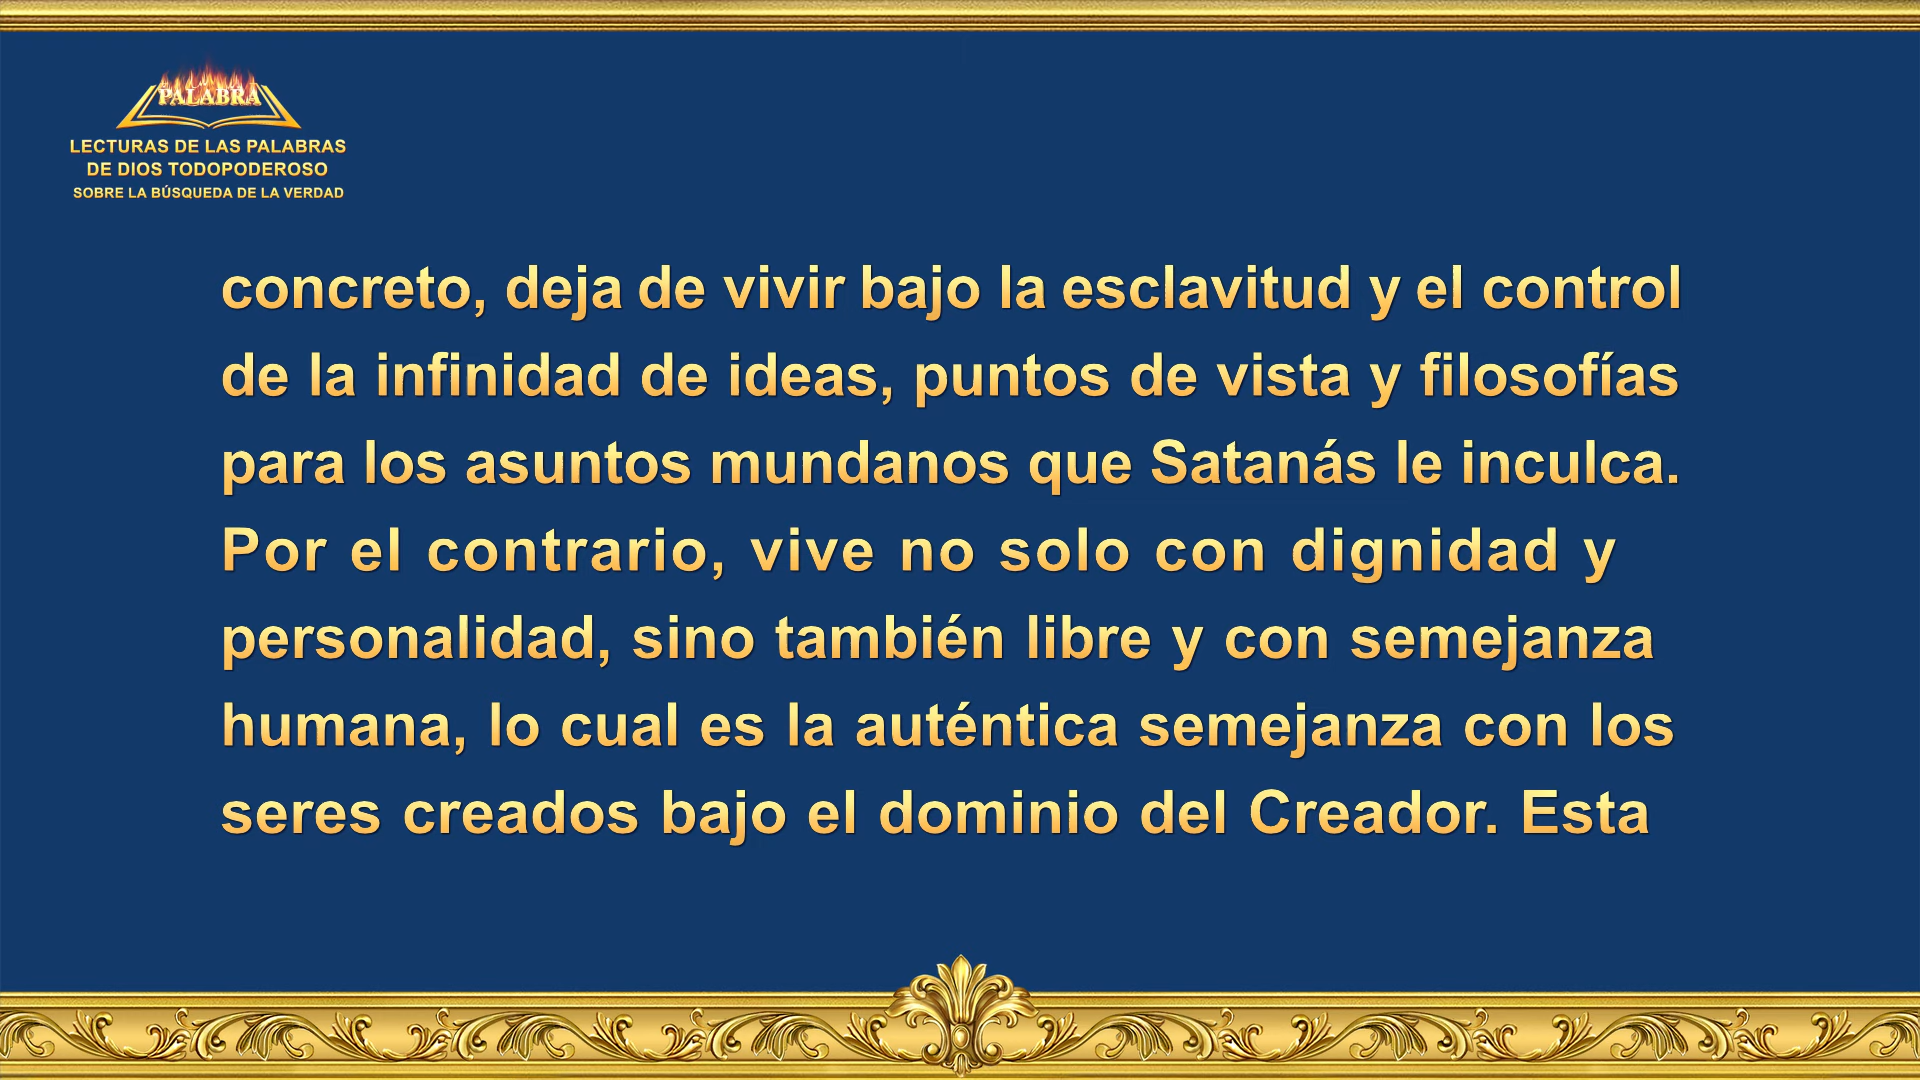 PALABRA
LECTURAS DE LAS PALABRAS
DE DIOS TODOPODEROSO
SOBRE LA BÚSQUEDA DE LA VERDAD
concreto, deja de vivir bajo la esclavitud y el control
de la infinidad de ideas, puntos de vista y filosofías
para los asuntos mundanos que Satanás le inculca.
Por el contrario, vive no solo con dignidad y
personalidad, sino también libre y con semejanza
humana, lo cual es la auténtica semejanza con los
seres creados bajo el dominio del Creador. Esta